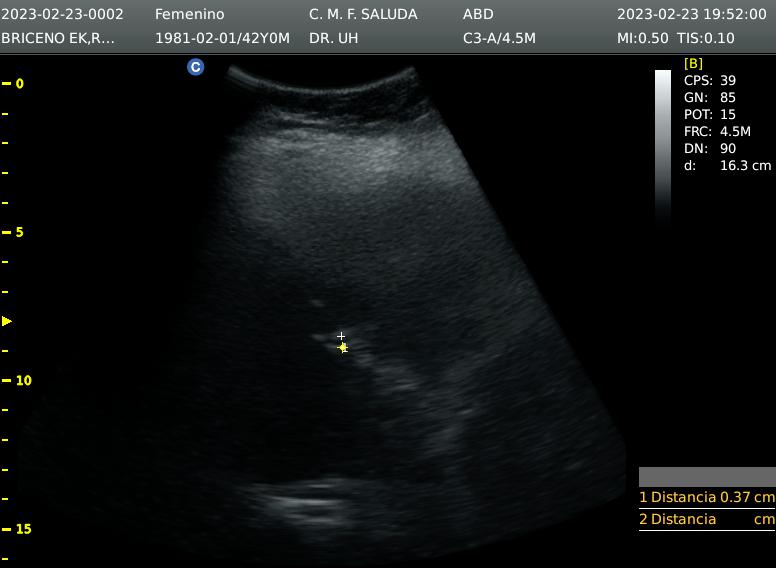 2023-02-23-0002 Femenino C. M. F. SALUDA ABD 2023-02-23 19:52:00
BRICENO EK,R... 1981-02-01/42Y0M DR. UH C3-A/4.5M MI:0.50 TIS:0.10
C
[B]
CPS: 39
GN: 85
POT: 15
FRC: 4.5M
DN: 90
d: 16.3 cm
0
5
10
15
1 Distancia 0.37 cm
2 Distancia cm